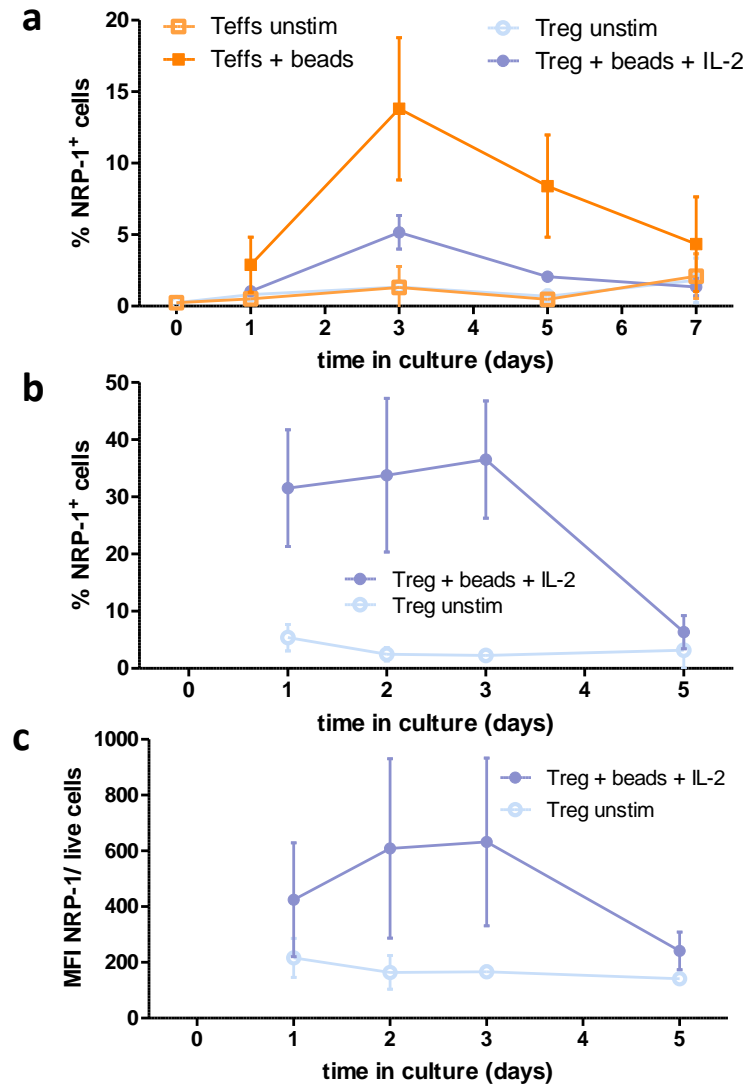 a
Teffs unstim
Teffs + beads
Treg unstim
Treg + beads + IL-2
% NRP-1⁺ cells
20
15
10
5
0
0 1 2 3 4 5 6 7
time in culture (days)
b
% NRP-1⁺ cells
50
40
30
20
10
0
Treg + beads + IL-2
Treg unstim
0 1 2 3 4 5
time in culture (days)
c
MFI NRP-1/ live cells
1000
800
600
400
200
0
Treg + beads + IL-2
Treg unstim
0 1 2 3 4 5
time in culture (days)